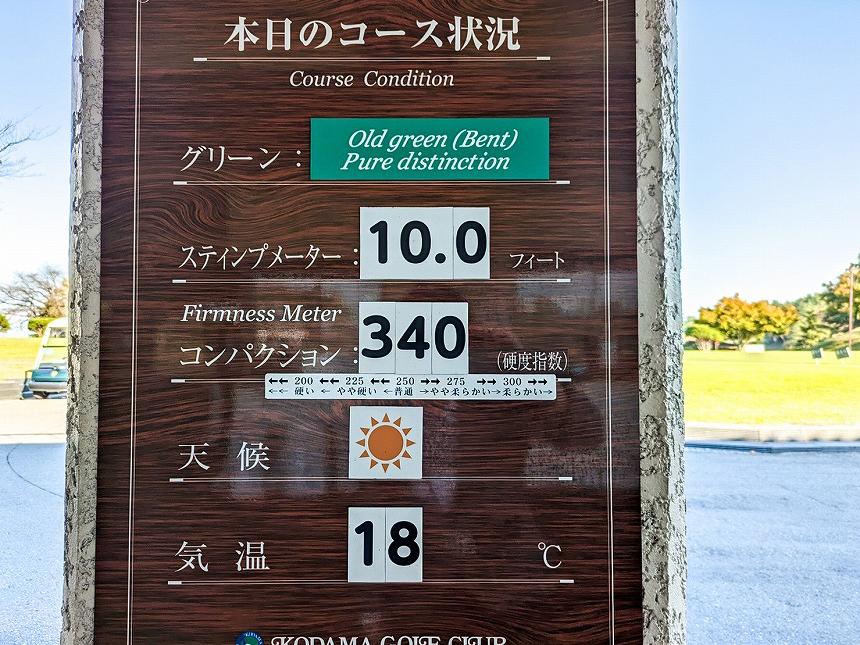 本日のコース状況
Course Condition
グリーン：
Old green (Bent)
Pure distinction
スティンプメーター： 10.0 フィート
Firmness Meter
コンパクション： 340 (硬度指数)
←← 200 ←← 225 ←← 250 →→ 275 →→ 300 →→
←← 硬い ← やや硬い ← 普通 →やや柔らかい→柔らかい→
天候
気温 18 ℃
KODAMA GOLF CLUB